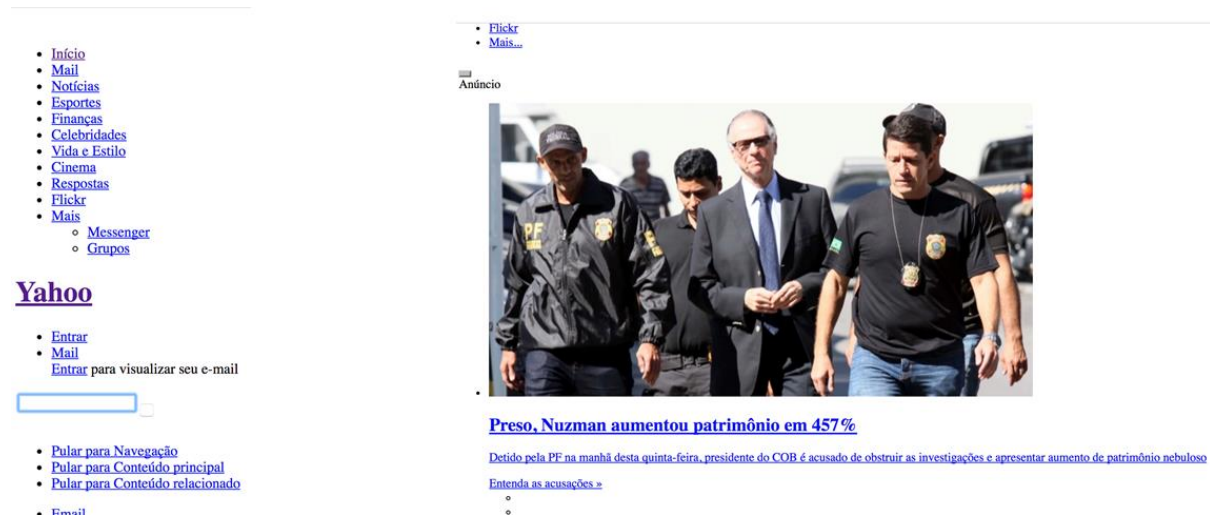 Início
Mail
Notícias
Esportes
Finanças
Celebridades
Vida e Estilo
Cinema
Respostas
Flickr
Mais
Messenger
Grupos
Yahoo
Entrar
Mail
Entrar para visualizar seu e-mail
Pular para Navegação
Pular para Conteúdo principal
Pular para Conteúdo relacionado
Email
Flickr
Mais...
Anúncio
PF
Preso, Nuzman aumentou patrimônio em 457%
Detido pela PF na manhã desta quinta-feira, presidente do COB é acusado de obstruir as investigações e apresentar aumento de patrimônio nebuloso
Entenda as acusações »